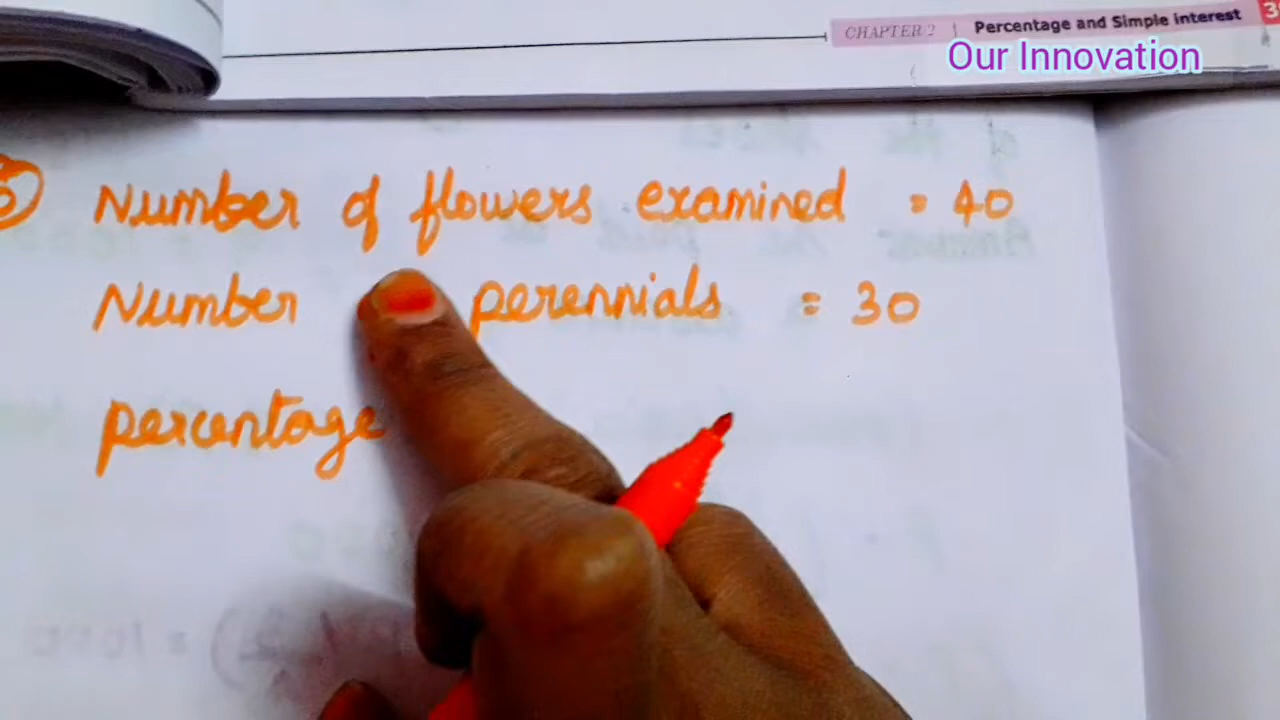 CHAPTER 2 | Percentage and Simple interest
Our Innovation
Number of flowers examined = 40
Number perennials = 30
percentage